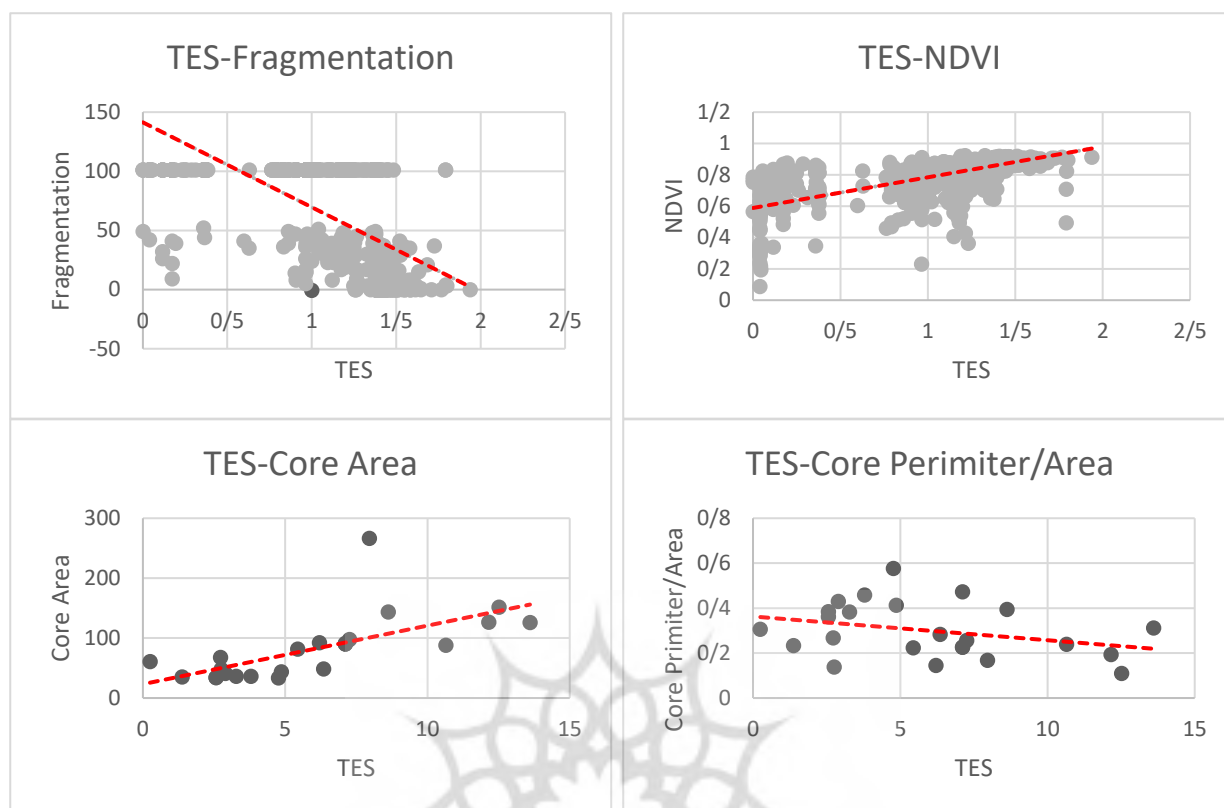 TES-Fragmentation
150
100
50
0
-50
0 0/5 1 1/5 2 2/5
Fragmentation
TES
TES-NDVI
1/2
1
0/8
0/6
0/4
0/2
0
0 0/5 1 1/5 2 2/5
NDVI
TES
TES-Core Area
300
200
100
0
0 5 10 15
Core Area
TES
TES-Core Perimiter/Area
0/8
0/6
0/4
0/2
0
0 5 10 15
Core Primiter/Area
TES